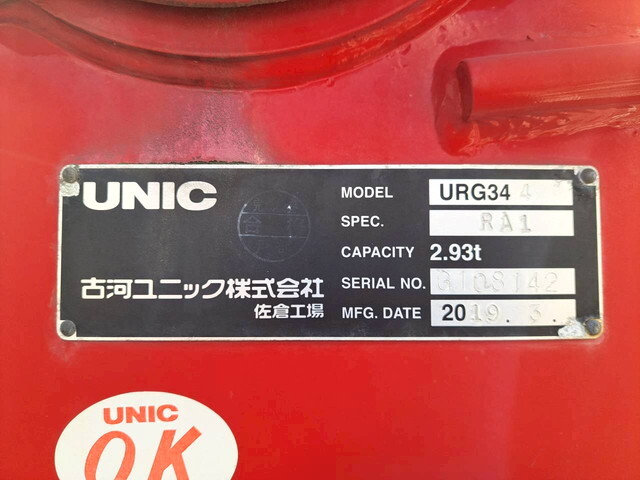 UNIC
MODEL URG344
SPEC. RA1
CAPACITY 2.93t
古河ユニック株式会社
SERIAL NO. G108142
佐倉工場
MFG. DATE 2019.3.
UNIC
OK